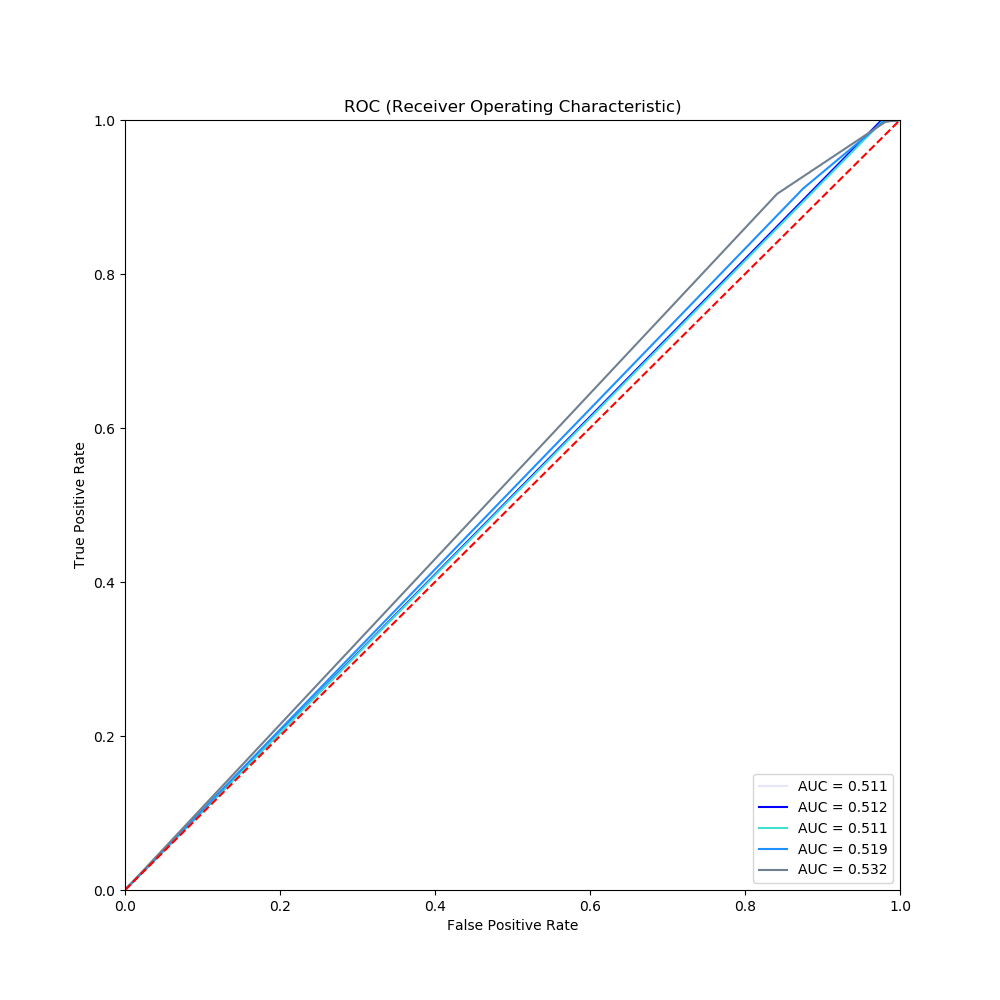 ROC (Receiver Operating Characteristic)
1.0
0.8
0.6
0.4
0.2
0.0
True Positive Rate
0.0 0.2 0.4 0.6 0.8 1.0
False Positive Rate
AUC = 0.511
AUC = 0.512
AUC = 0.511
AUC = 0.519
AUC = 0.532